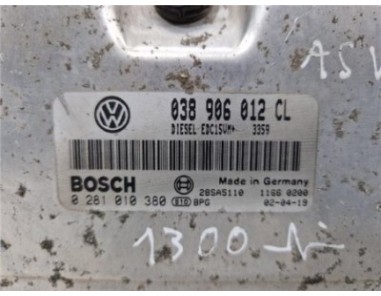 ASV
038 906 012 CL
DIESEL-EDC15VM+ 3359
BOSCH Made in Germany
28SA5110 1166 0200
0 281 010 380 BPG 02-04-19
1300